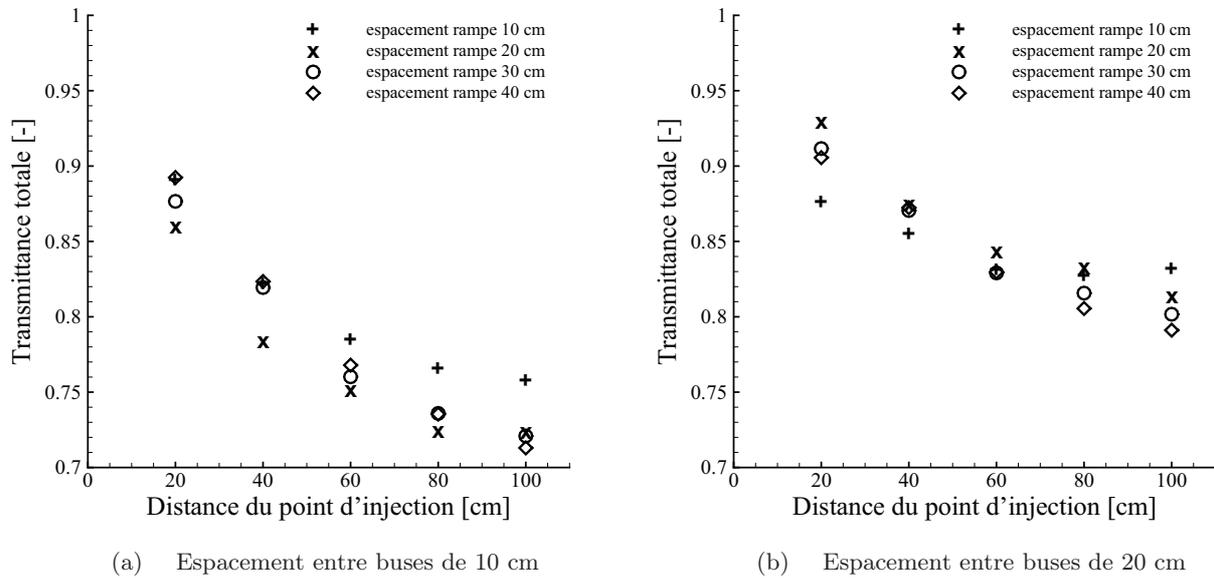 1
0.95
0.9
0.85
0.8
0.75
0.7
Transmittance totale [-]
espacement rampe 10 cm
espacement rampe 20 cm
espacement rampe 30 cm
espacement rampe 40 cm
0 20 40 60 80 100
Distance du point d’injection [cm]
(a) Espacement entre buses de 10 cm
1
0.95
0.9
0.85
0.8
0.75
0.7
Transmittance totale [-]
espacement rampe 10 cm
espacement rampe 20 cm
espacement rampe 30 cm
espacement rampe 40 cm
0 20 40 60 80 100
Distance du point d’injection [cm]
(b) Espacement entre buses de 20 cm